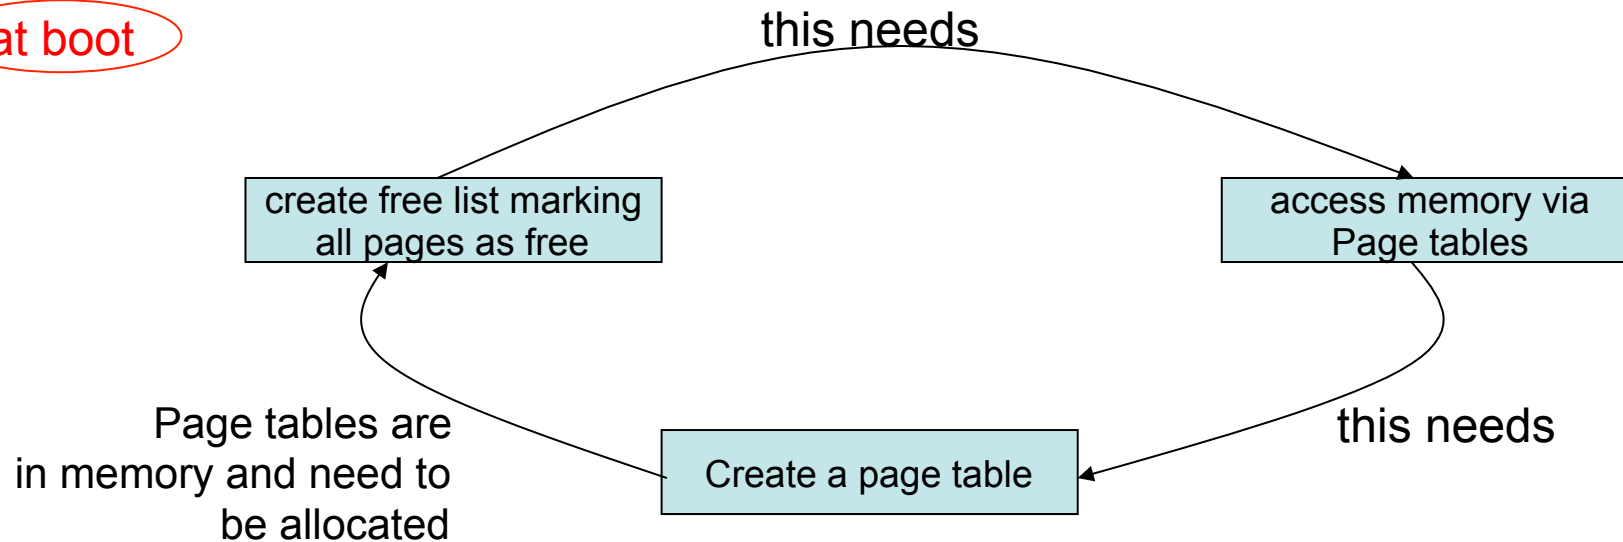 at boot
this needs
create free list marking
all pages as free
access memory via
Page tables
Page tables are
in memory and need to
be allocated
Create a page table
this needs